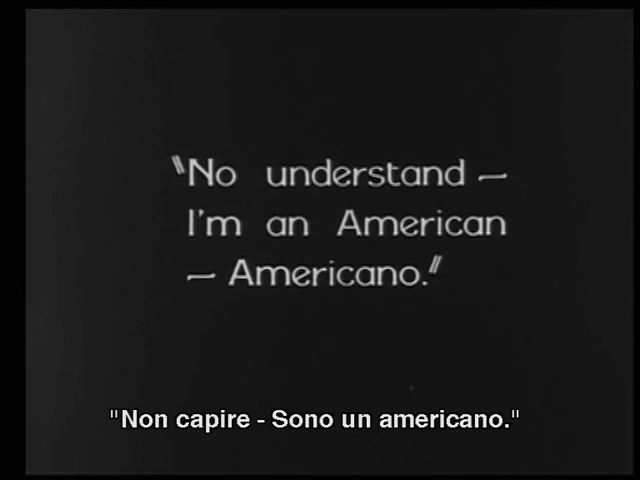 "No understand —
I'm an American
— Americano."
"Non capire - Sono un americano."